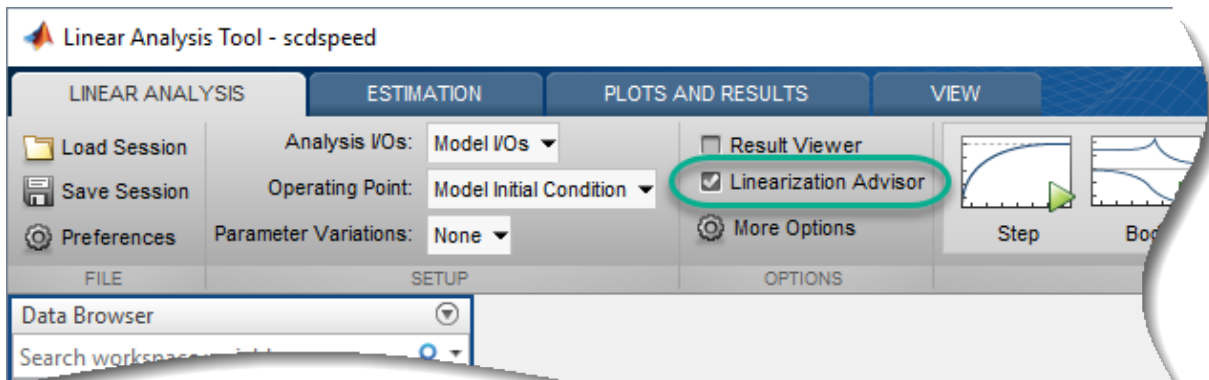 Linear Analysis Tool - scdspeed
LINEAR ANALYSIS ESTIMATION PLOTS AND RESULTS VIEW
Load Session Analysis I/Os: Model I/Os Result Viewer
Save Session Operating Point: Model Initial Condition Linearization Advisor
Preferences Parameter Variations: None More Options Step
FILE SETUP OPTIONS
Data Browser
Search